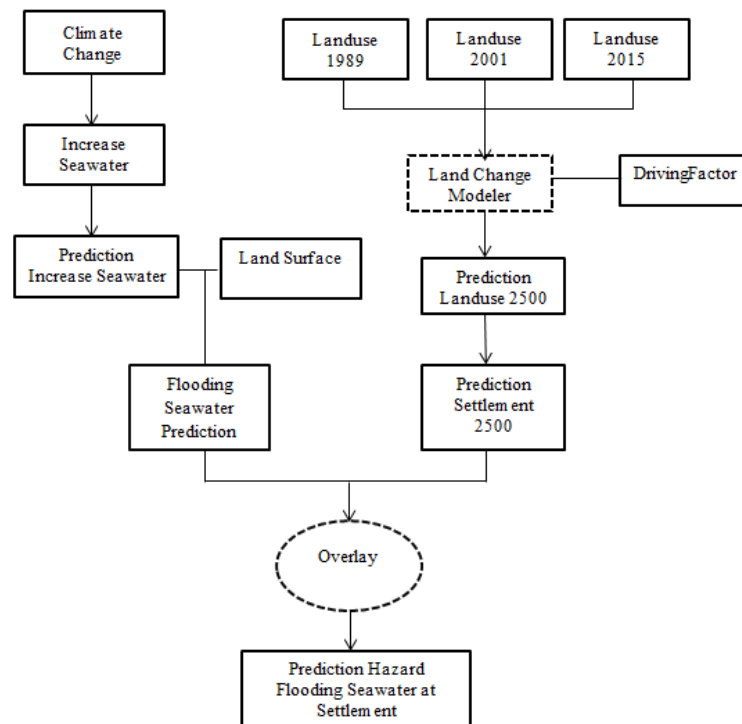 Climate
Change
Landuse
1989
Landuse
2001
Landuse
2015
Increase
Seawater
Land Change
Modeler
DrivingFactor
Prediction
Increase Seawater
Land Surface
Prediction
Landuse 2500
Flooding
Seawater
Prediction
Prediction
Settlement
2500
Overlay
Prediction Hazard
Flooding Seawater at
Settlement